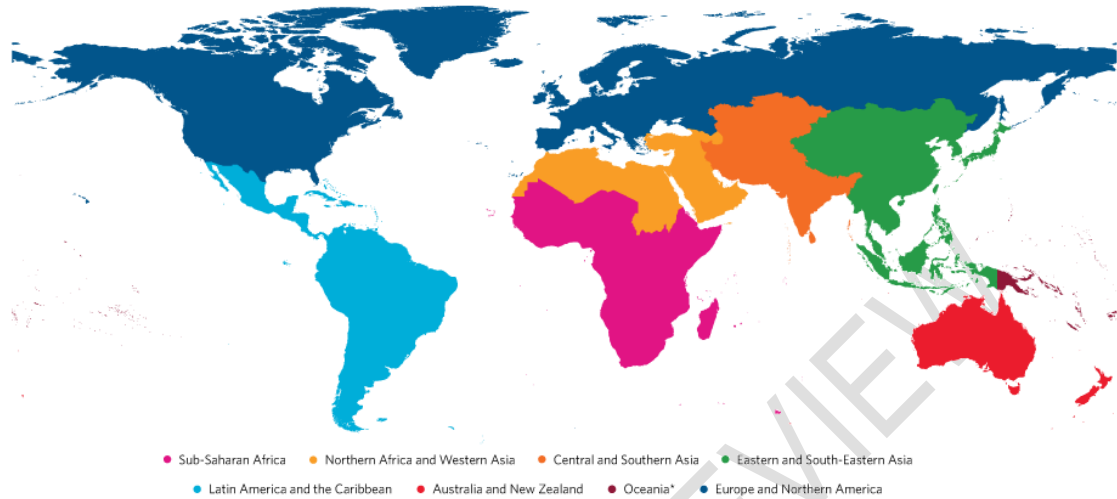 Sub-Saharan Africa Northern Africa and Western Asia Central and Southern Asia Eastern and South-Eastern Asia
Latin America and the Caribbean Australia and New Zealand Oceania* Europe and Northern America
EVIEW